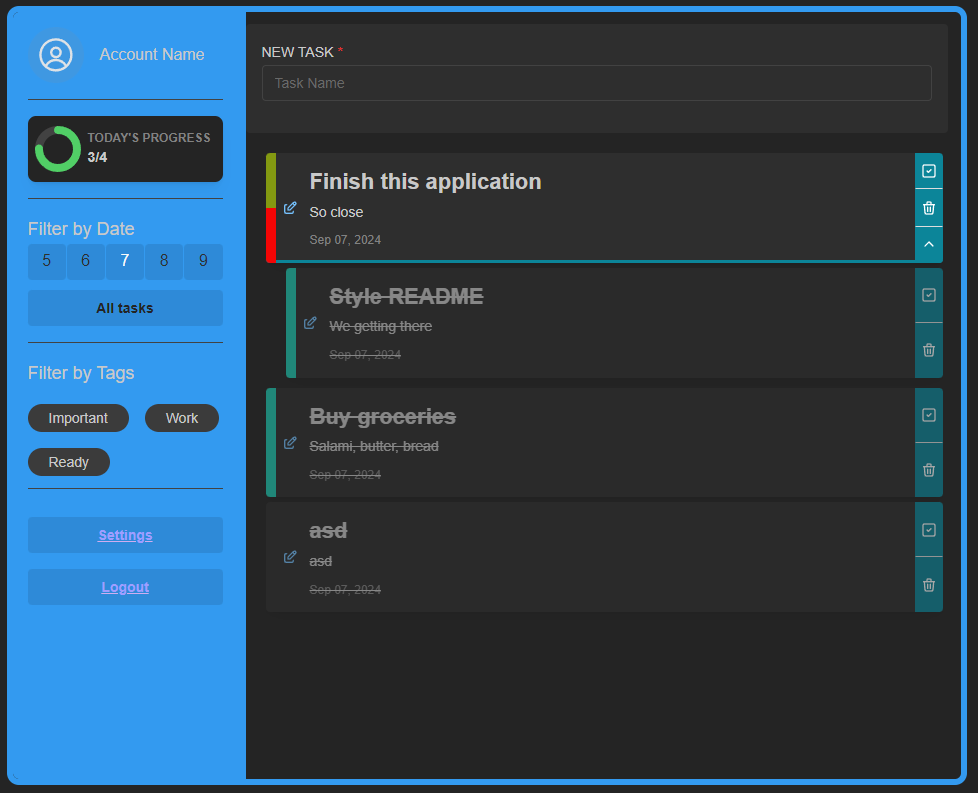 Account Name
TODAY'S PROGRESS
3/4
Filter by Date
5 6 7 8 9
All tasks
Filter by Tags
Important Work
Ready
Settings
Logout
NEW TASK *
Task Name
Finish this application
So close
Sep 07, 2024
Style README
We getting there
Sep 07, 2024
Buy groceries
Salami, butter, bread
Sep 07, 2024
asd
asd
Sep 07, 2024